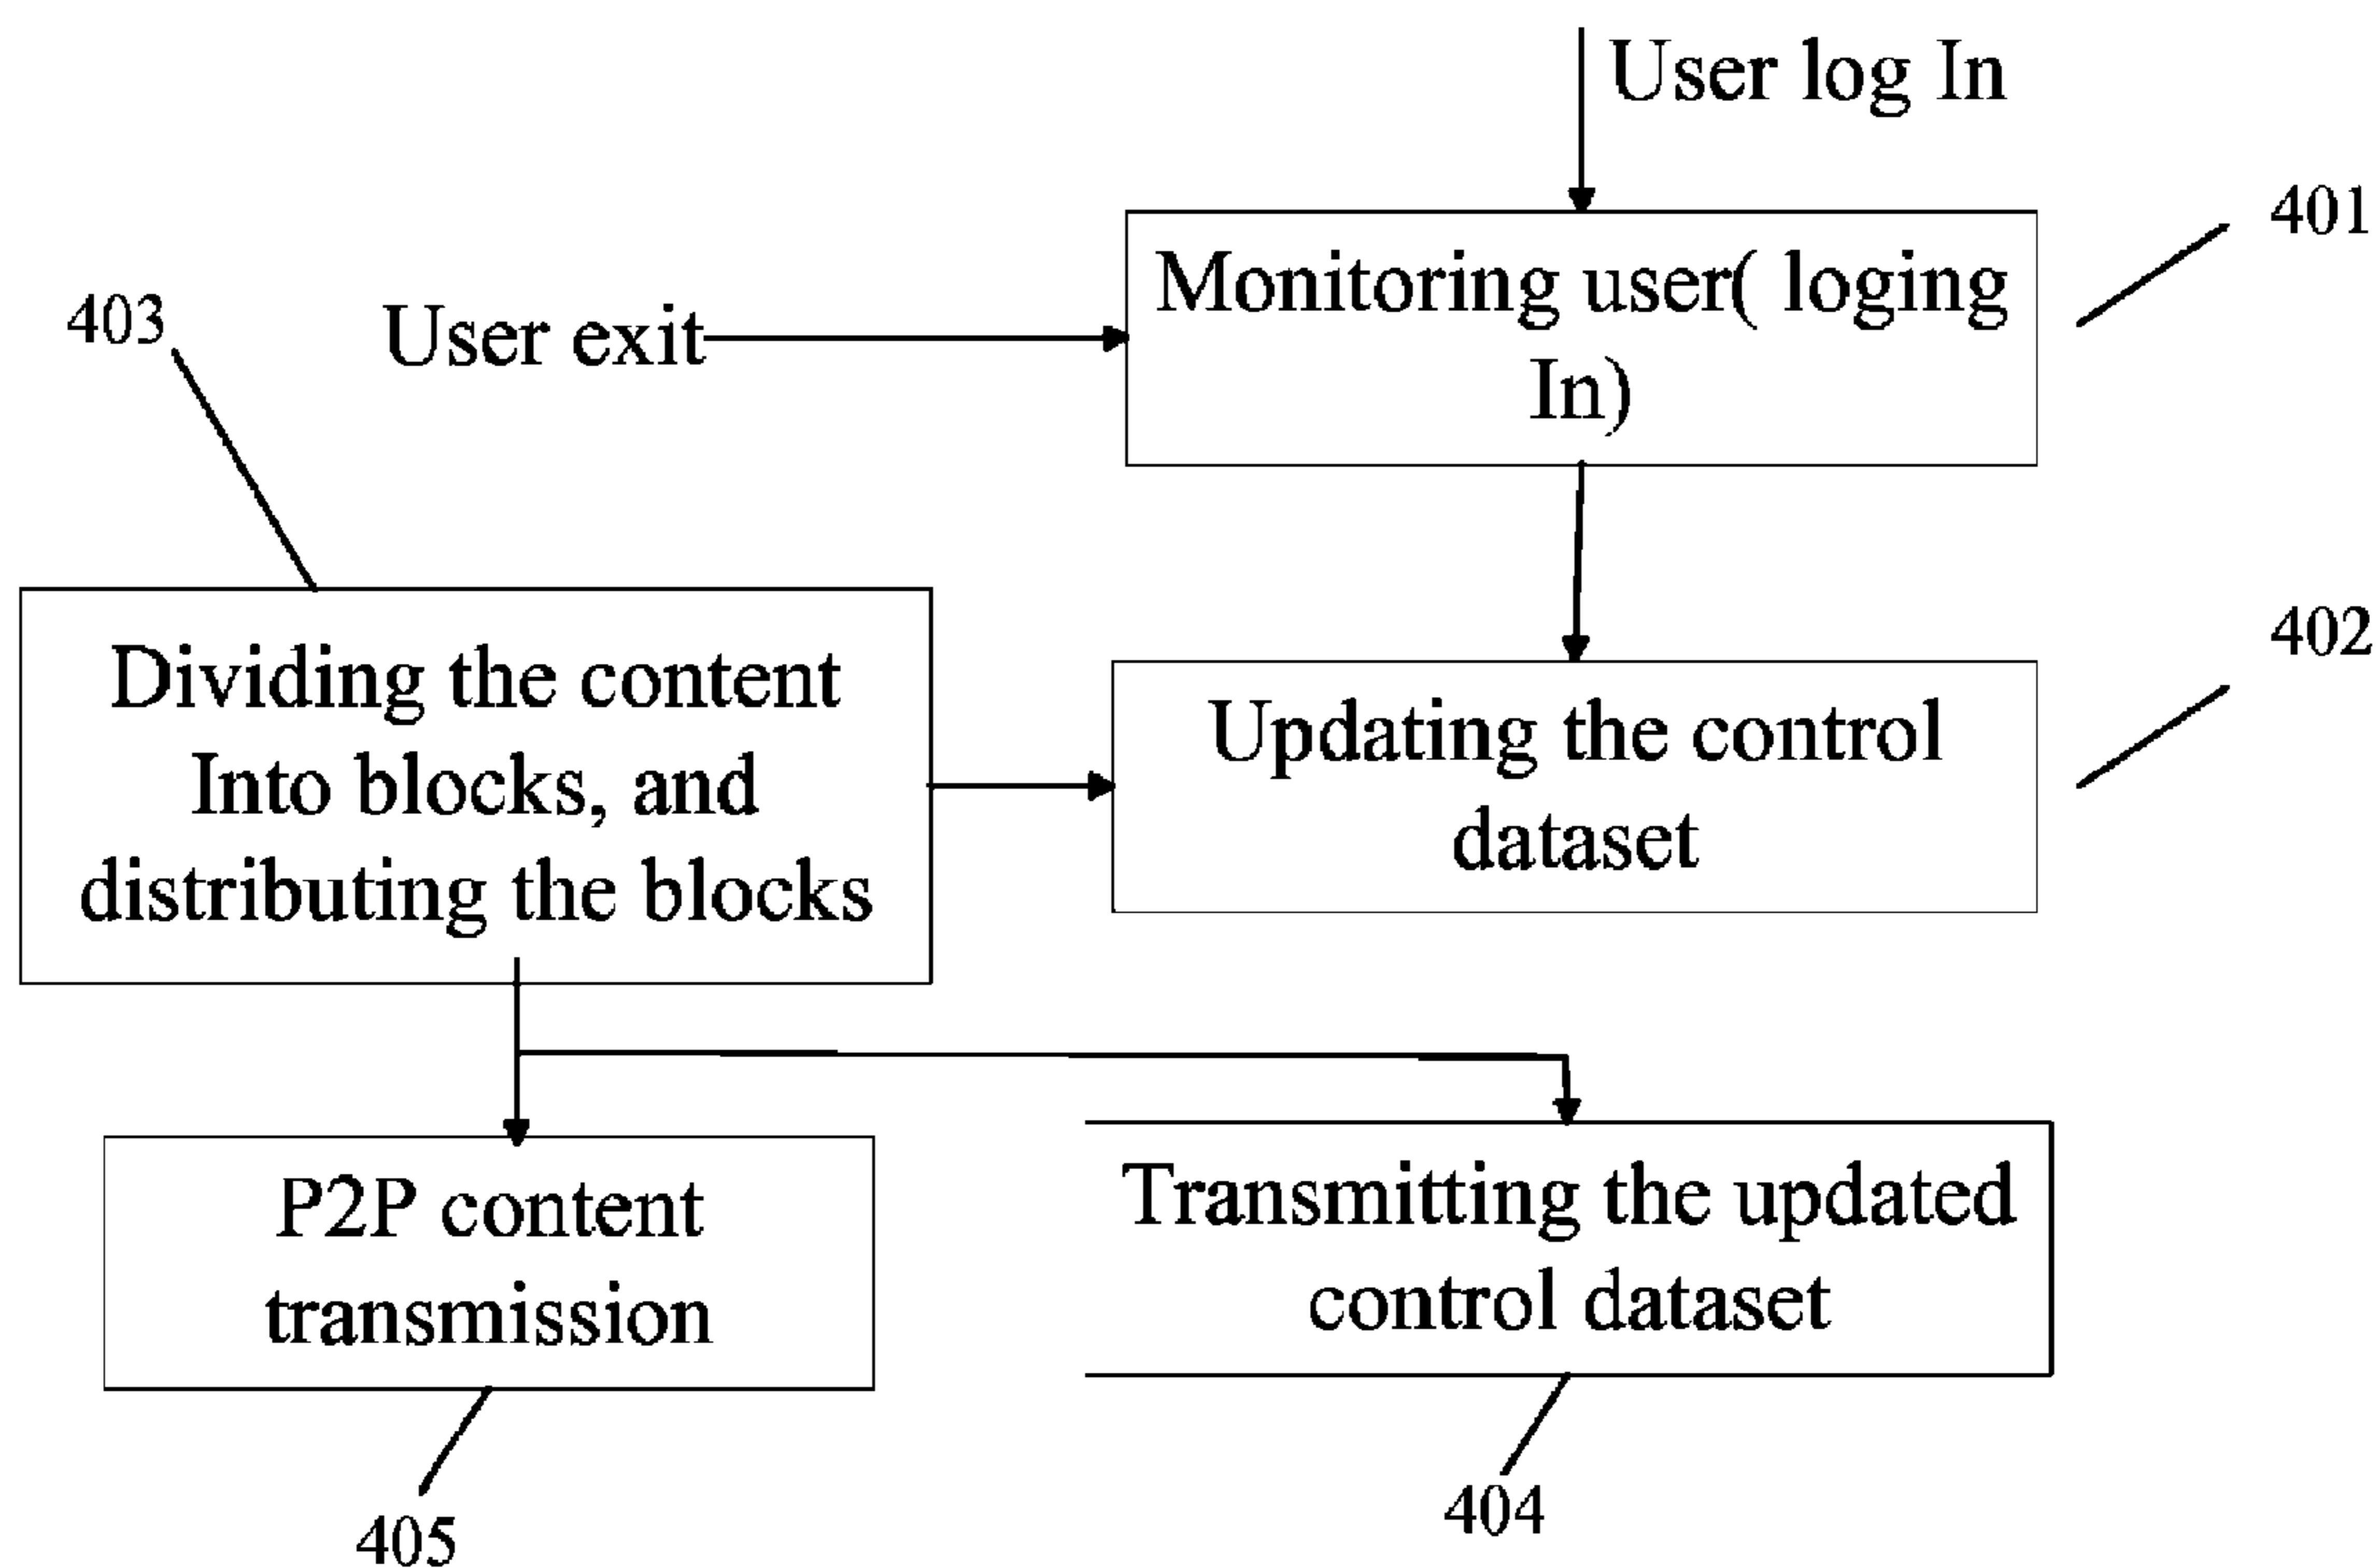 User log In
401
Monitoring user( loging
In)
403
User exit
402
Dividing the content
Into blocks, and
distributing the blocks
Updating the control
dataset
P2P content
transmission
Transmitting the updated
control dataset
405
404